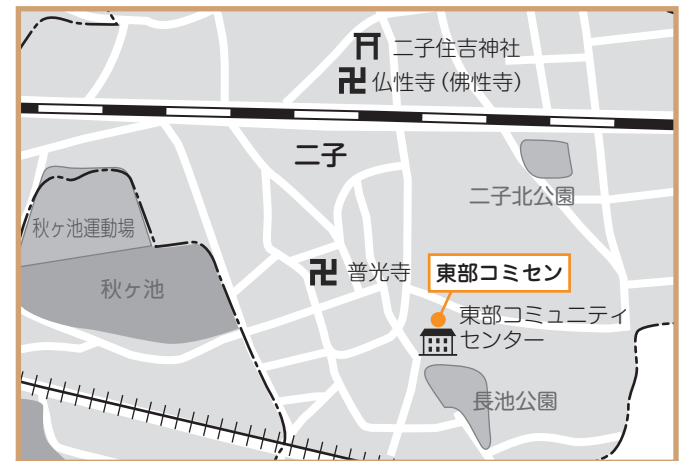 二子住吉神社
仏性寺(佛性寺)
二子
二子北公園
秋ヶ池運動場
普光寺
東部コミセン
秋ヶ池
東部コミュニティ
センター
長池公園